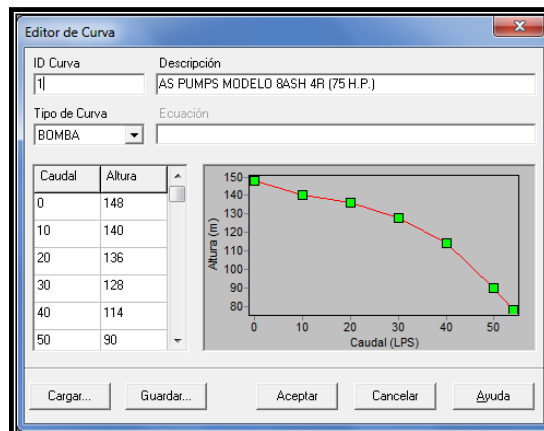 Editor de Curva
ID Curva Descripción
1 AS PUMPS MODELO 8ASH 4R (75 H.P.)
Tipo de Curva Ecuación
BOMBA
Caudal Altura
0 148
10 140
20 136
30 128
40 114
50 90
Altura (m)
150
140
130
120
110
100
90
80
0 10 20 30 40 50
Caudal (LPS)
Cargar... Guardar... Aceptar Cancelar Ayuda